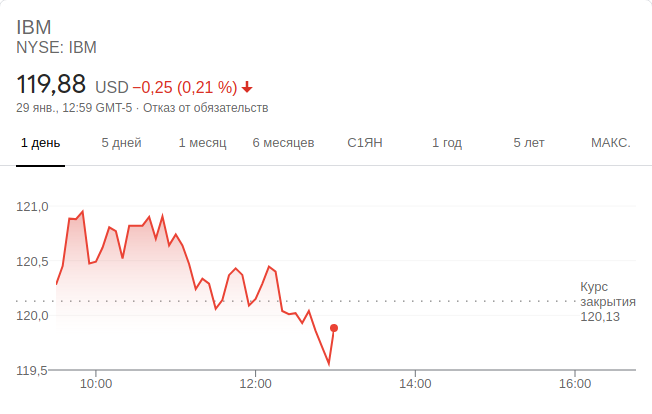 IBM
NYSE: IBM
119,88 USD −0,25 (0,21 %)
29 янв., 12:59 GMT-5 · Отказ от обязательств
1 день 5 дней 1 месяц 6 месяцев С1ЯН 1 год 5 лет МАКС.
121,0
120,5
Курс
закрытия
120,13
120,0
119,5
10:00 12:00 14:00 16:00